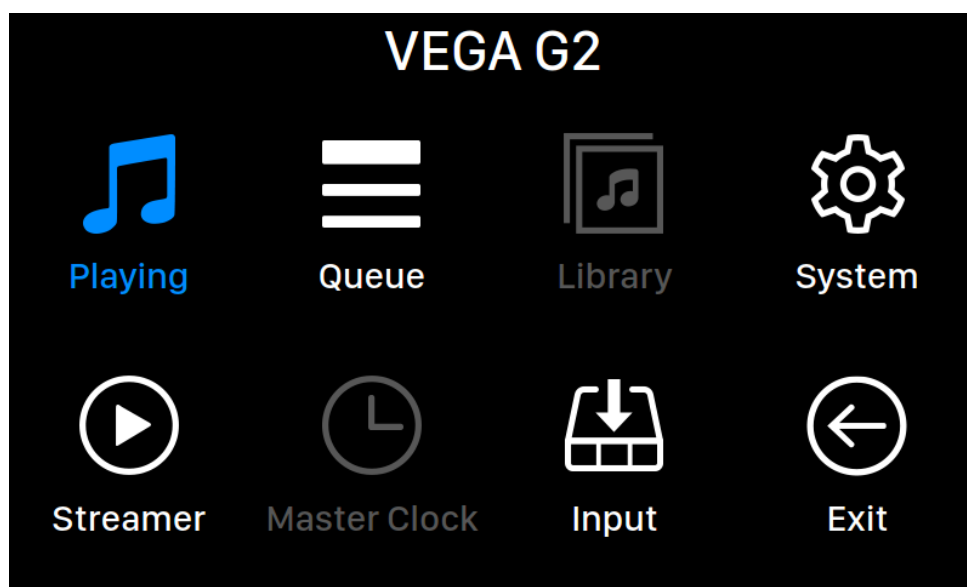 VEGA G2
Playing Queue Library System
Streamer Master Clock Input Exit